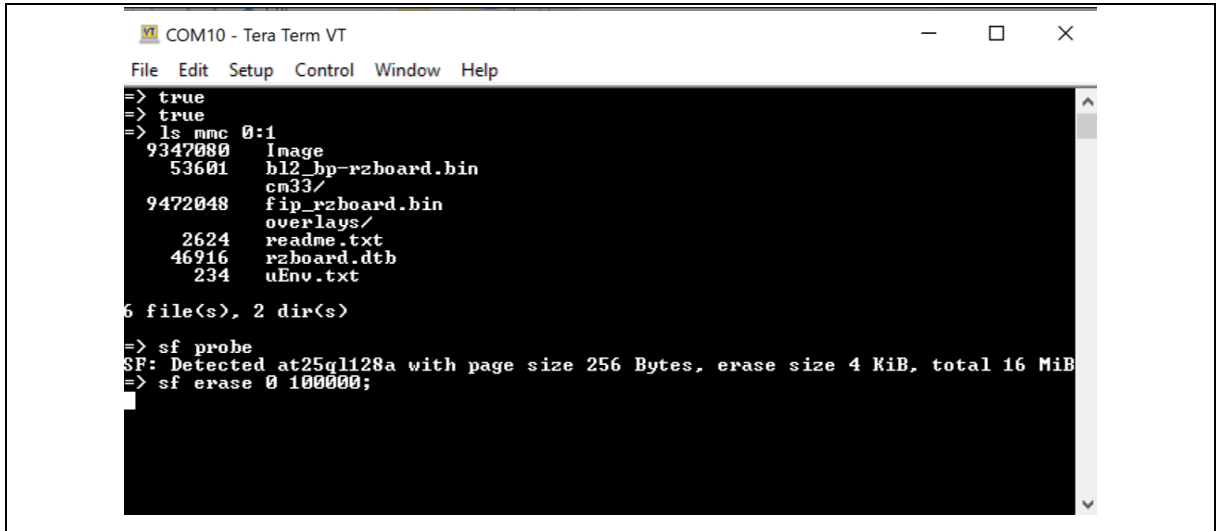 COM10 - Tera Term VT
File Edit Setup Control Window Help
=> true
=> true
=> ls mmc 0:1
9347080 Image
53601 bl2_bp-rzboard.bin
cm33/
9472048 fip_rzboard.bin
overlays/
2624 readme.txt
46916 rzboard.dtb
234 uEnv.txt
6 file(s), 2 dir(s)
=> sf probe
SF: Detected at25ql128a with page size 256 Bytes, erase size 4 KiB, total 16 MiB
=> sf erase 0 100000;